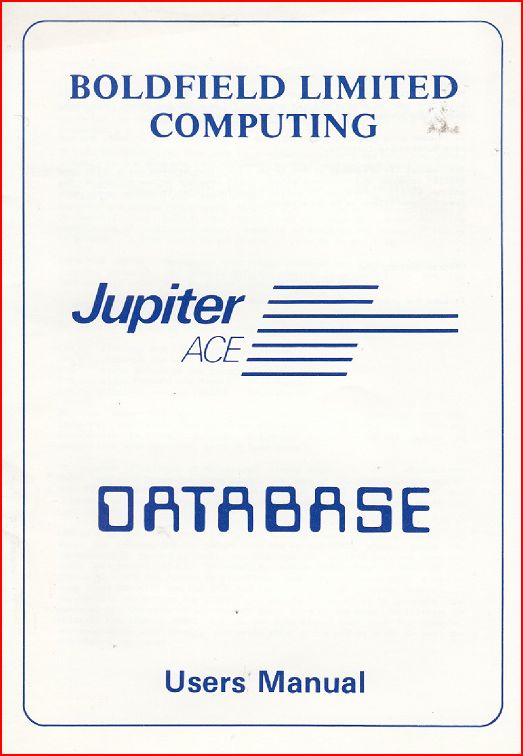 BOLDFIELD LIMITED
COMPUTING
Jupiter
ACE
DATABASE
Users Manual